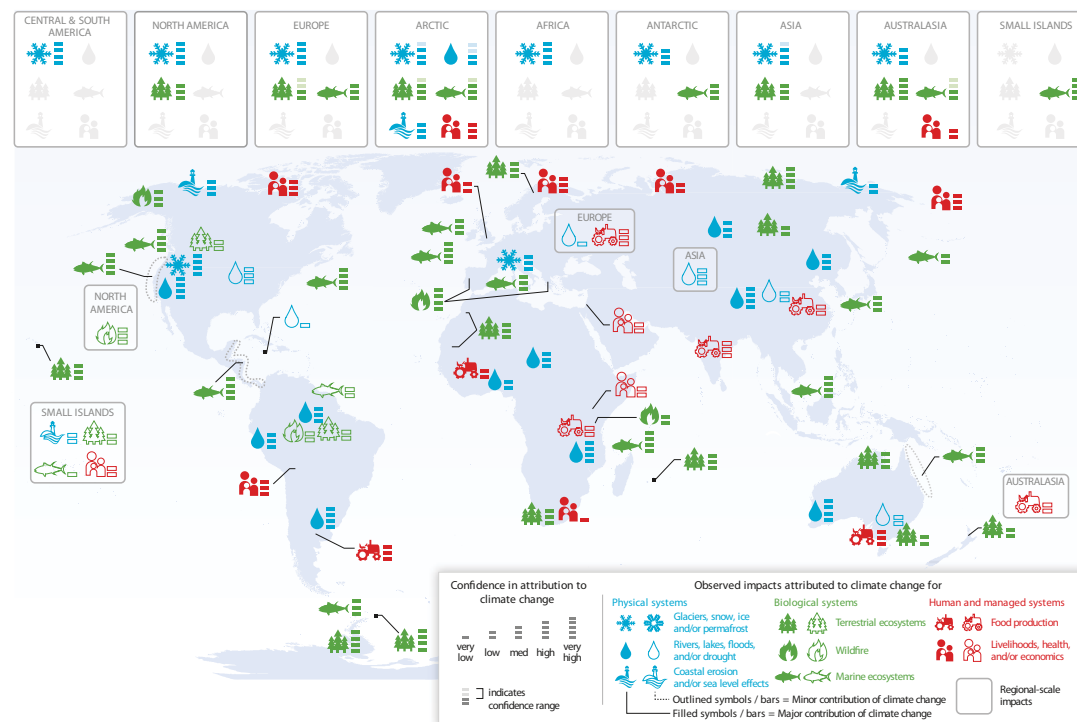 CENTRAL & SOUTH
AMERICA
NORTH AMERICA
EUROPE
ARCTIC
AFRICA
ANTARCTIC
ASIA
AUSTRALASIA
SMALL ISLANDS
EUROPE
ASIA
NORTH
AMERICA
SMALL ISLANDS
AUSTRALASIA
Confidence in attribution to
climate change
very
low
low
med
high
very
high
indicates
confidence range
Observed impacts attributed to climate change for
Physical systems
Glaciers, snow, ice
and/or permafrost
Rivers, lakes, floods,
and/or drought
Coastal erosion
and/or sea level effects
Biological systems
Terrestrial ecosystems
Wildfire
Marine ecosystems
Human and managed systems
Food production
Livelihoods, health,
and/or economics
Outlined symbols / bars = Minor contribution of climate change
Filled symbols / bars = Major contribution of climate change
Regional-scale
impacts